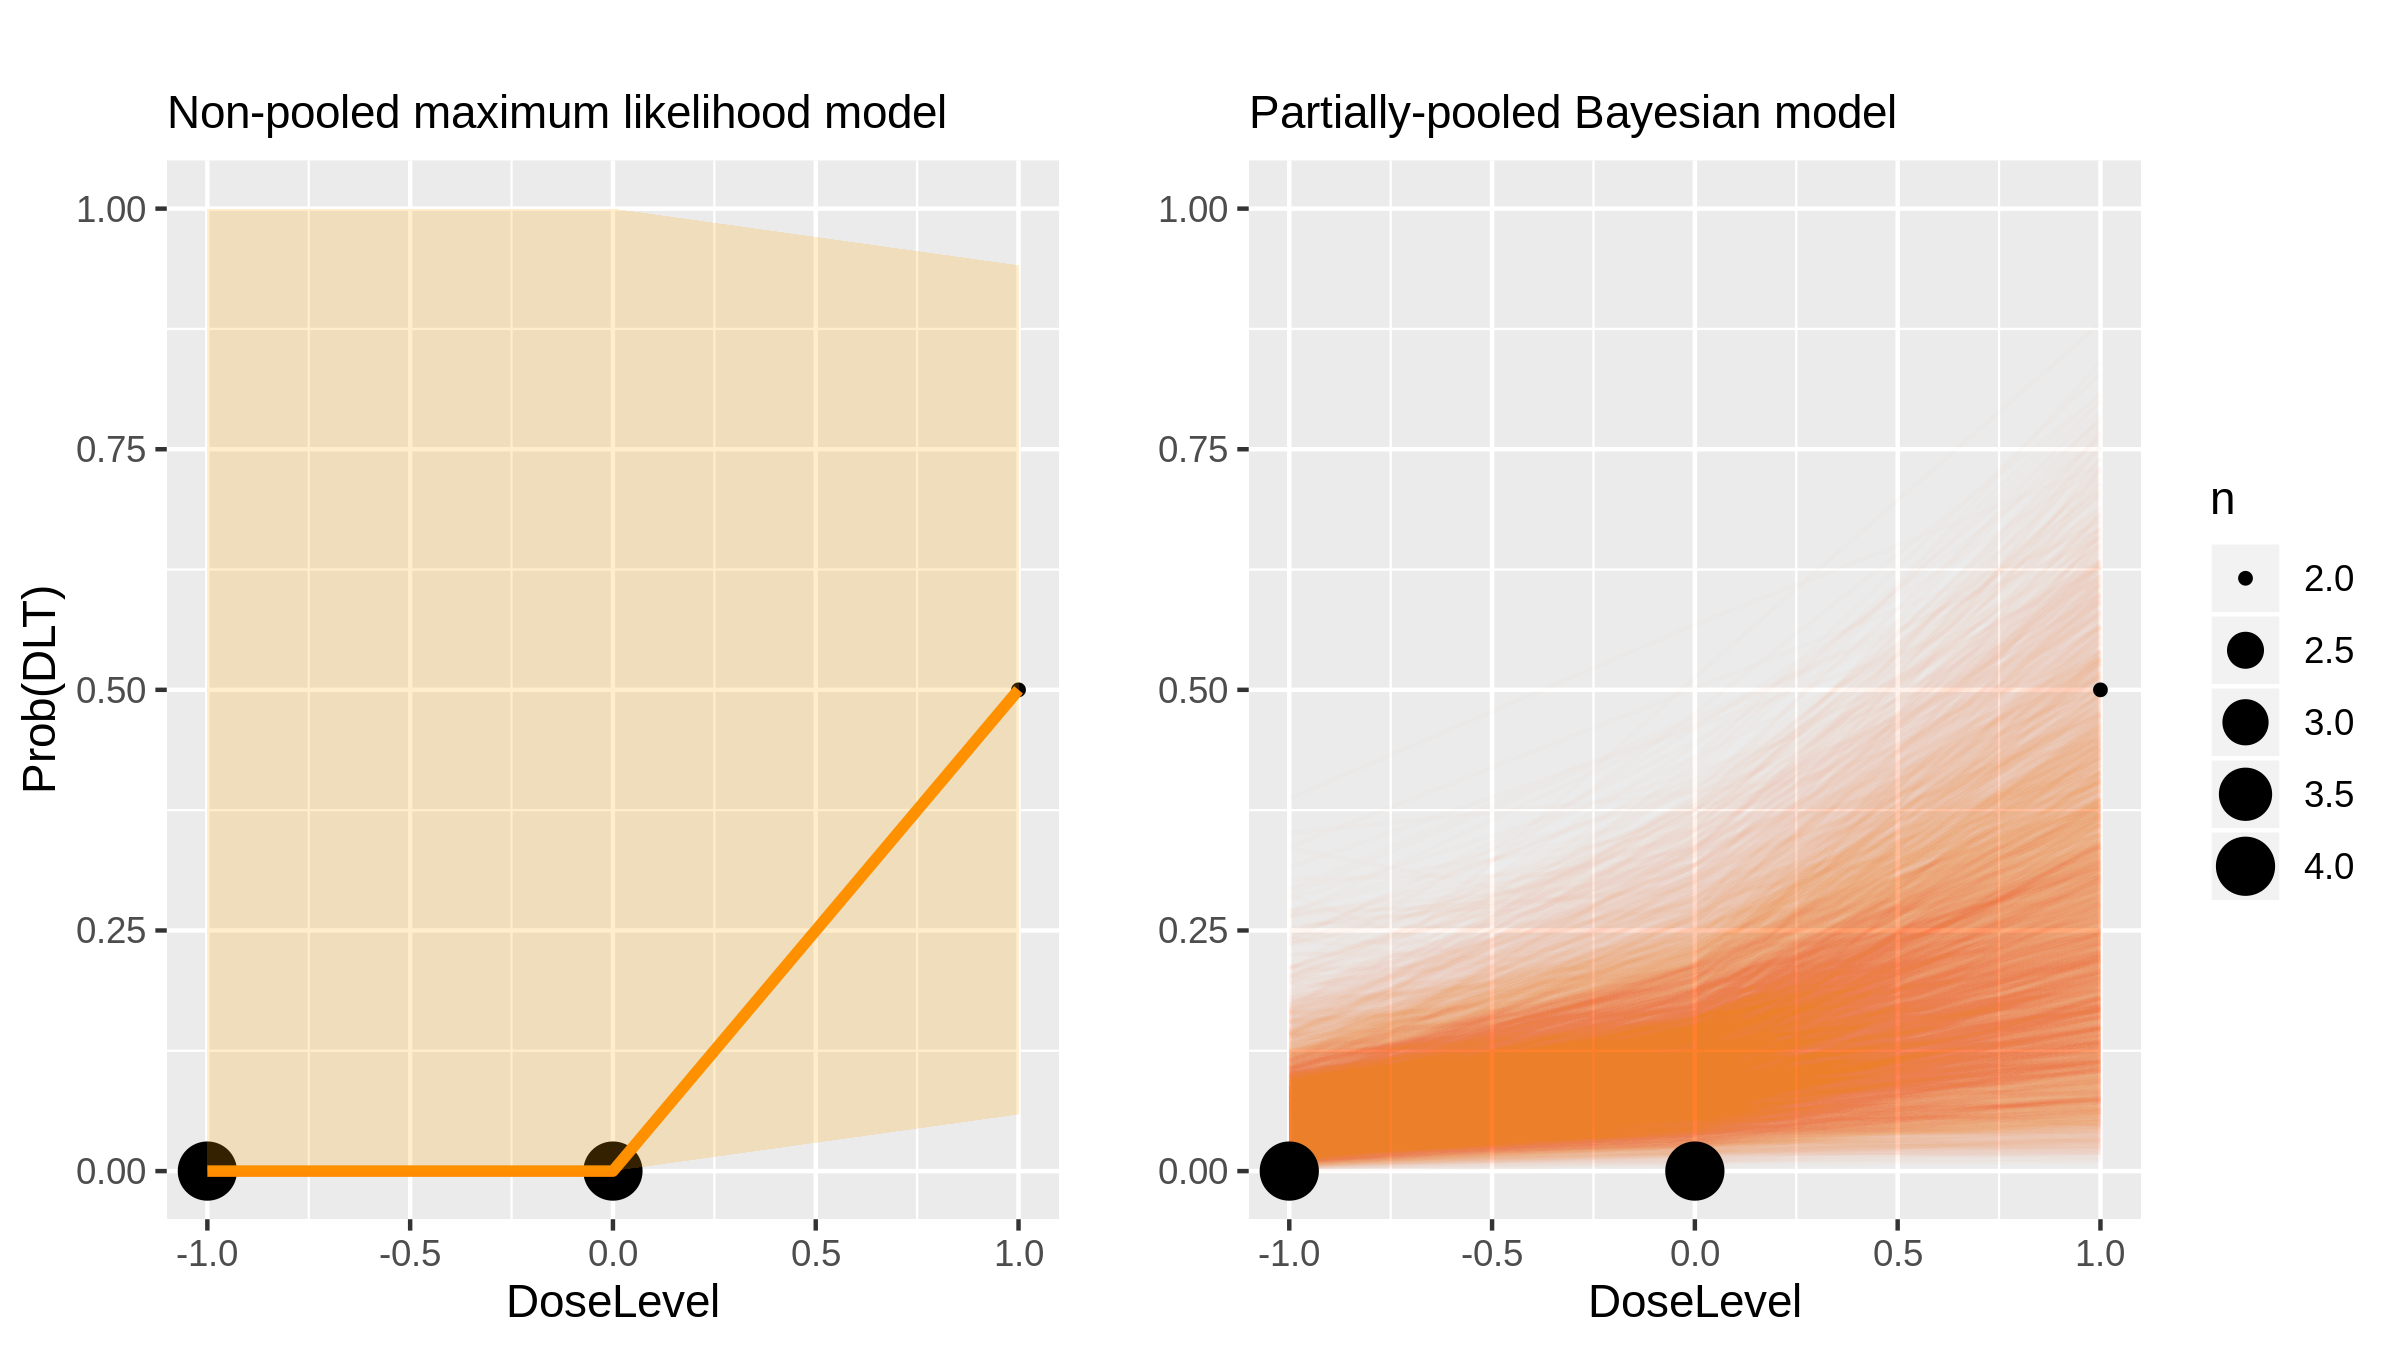 Non-pooled maximum likelihood model
Prob(DLT)
1.00
0.75
0.50
0.25
0.00
-1.0 -0.5 0.0 0.5 1.0
DoseLevel
Partially-pooled Bayesian model
1.00
0.75
0.50
0.25
0.00
-1.0 -0.5 0.0 0.5 1.0
DoseLevel
n
2.0
2.5
3.0
3.5
4.0